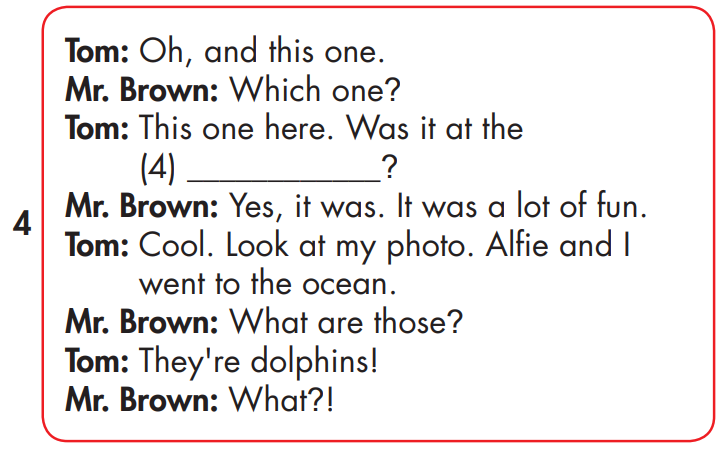 Tom: Oh, and this one.
Mr. Brown: Which one?
Tom: This one here. Was it at the
(4) ____________?
Mr. Brown: Yes, it was. It was a lot of fun.
4
Tom: Cool. Look at my photo. Alfie and I
went to the ocean.
Mr. Brown: What are those?
Tom: They're dolphins!
Mr. Brown: What?!